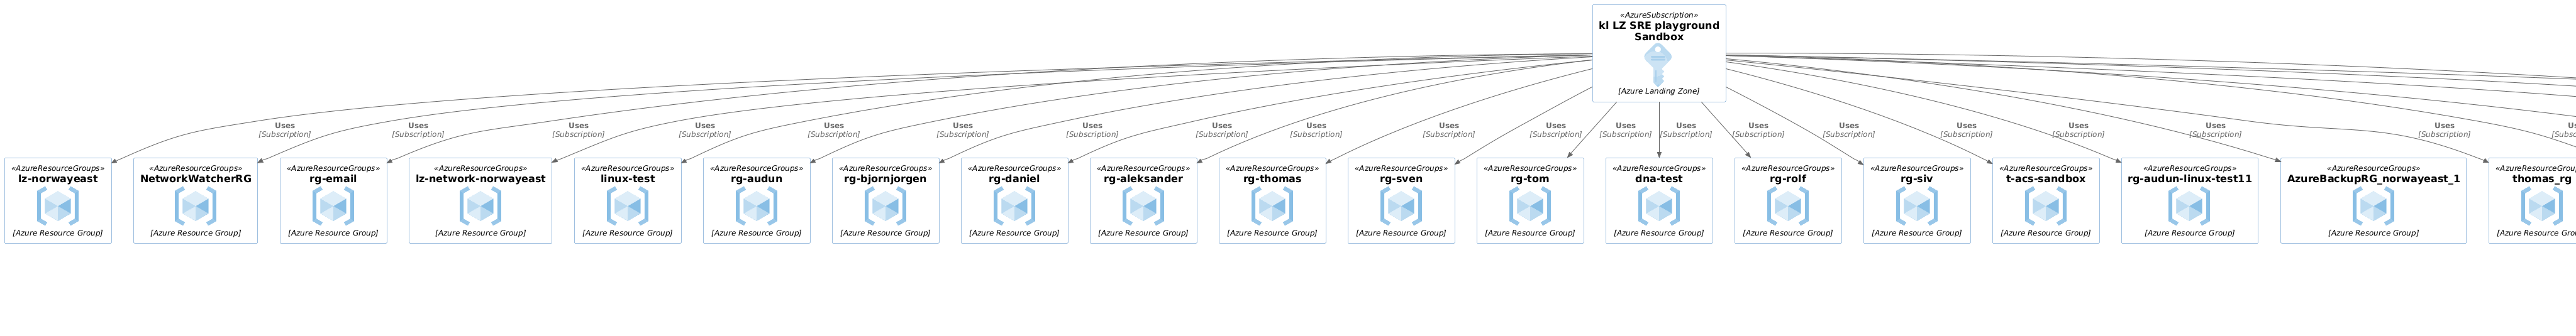 «AzureSubscription»
kl LZ SRE playground
Sandbox
[Azure Landing Zone]
Uses
[Subscription]
Uses
[Subscription]
Uses
[Subscription]
Uses
[Subscription]
Uses
[Subscription]
Uses
[Subscription]
Uses
[Subscription]
Uses
[Subscription]
Uses
[Subscription]
Uses
[Subscription]
Uses
[Subscription]
Uses
[Subscription]
Uses
[Subscription]
Uses
[Subscription]
Uses
[Subscription]
Uses
[Subscription]
Uses
[Subscription]
Uses
[Subscription]
Uses
[Subscription]
«AzureResourceGroups»
lz-norwayeast
[Azure Resource Group]
«AzureResourceGroups»
NetworkWatcherRG
[Azure Resource Group]
«AzureResourceGroups»
rg-email
[Azure Resource Group]
«AzureResourceGroups»
lz-network-norwayeast
[Azure Resource Group]
«AzureResourceGroups»
linux-test
[Azure Resource Group]
«AzureResourceGroups»
rg-audun
[Azure Resource Group]
«AzureResourceGroups»
rg-bjornjorgen
[Azure Resource Group]
«AzureResourceGroups»
rg-daniel
[Azure Resource Group]
«AzureResourceGroups»
rg-aleksander
[Azure Resource Group]
«AzureResourceGroups»
rg-thomas
[Azure Resource Group]
«AzureResourceGroups»
rg-sven
[Azure Resource Group]
«AzureResourceGroups»
rg-tom
[Azure Resource Group]
«AzureResourceGroups»
dna-test
[Azure Resource Group]
«AzureResourceGroups»
rg-rolf
[Azure Resource Group]
«AzureResourceGroups»
rg-siv
[Azure Resource Group]
«AzureResourceGroups»
t-acs-sandbox
[Azure Resource Group]
«AzureResourceGroups»
rg-audun-linux-test11
[Azure Resource Group]
«AzureResourceGroups»
AzureBackupRG_norwayeast_1
[Azure Resource Group]
thomas_rg
[Azure Resource